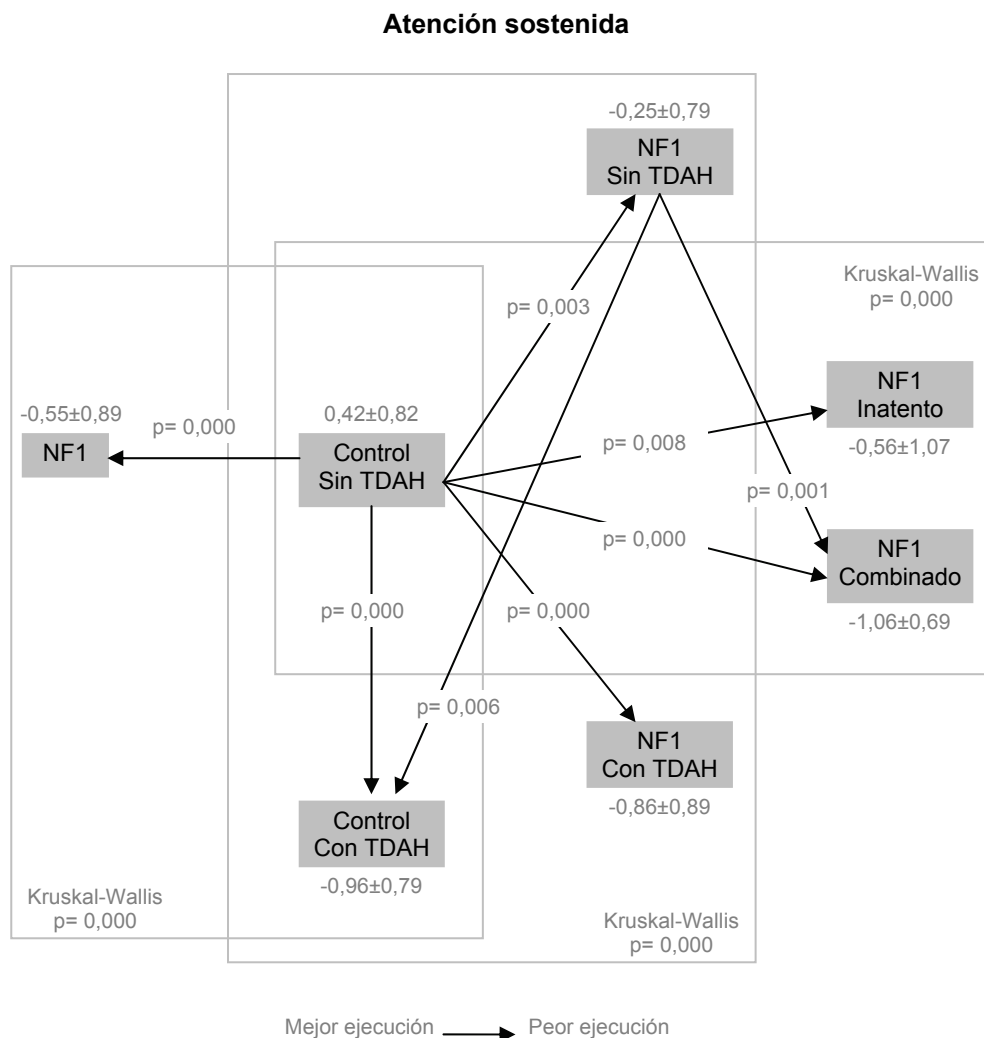 Atención sostenida
-0,25±0,79
NF1
Sin TDAH
Kruskal-Wallis
p= 0,000
p= 0,003
NF1
Inatento
-0,56±1,07
-0,55±0,89
NF1
p= 0,000
0,42±0,82
Control
Sin TDAH
p= 0,008
p= 0,001
p= 0,000
NF1
Combinado
-1,06±0,69
p= 0,000
p= 0,000
p= 0,006
NF1
Con TDAH
-0,86±0,89
Control
Con TDAH
-0,96±0,79
Kruskal-Wallis
p= 0,000
Kruskal-Wallis
p= 0,000
Mejor ejecución
Peor ejecución